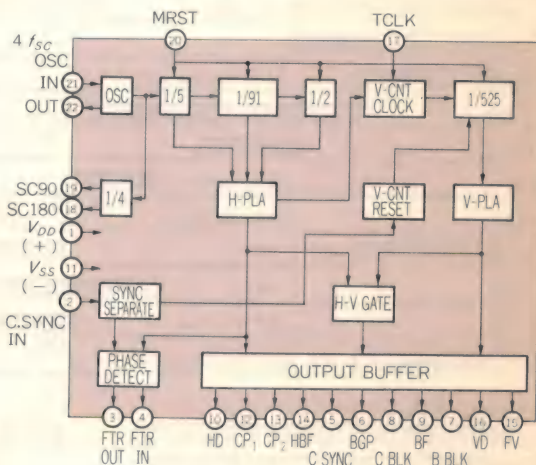 MRST
TCLK
4 fSC
OSC
20
17
IN
21
OSC
1/5
1/91
1/2
V-CNT
CLOCK
1/525
OUT
22
SC90
19
1/4
H-PLA
V-CNT
RESET
V-PLA
SC180
18
VDD
1
(+)
VSS
11
(−)
2
SYNC
SEPARATE
H-V GATE
C.SYNC
IN
PHASE
DETECT
OUTPUT BUFFER
3 4 10 12 13 14 5 6 8 9 7 16 15
FTR FTR HD CP1 CP2 HBF BGP BF VD FV
OUT IN C SYNC C BLK B BLK